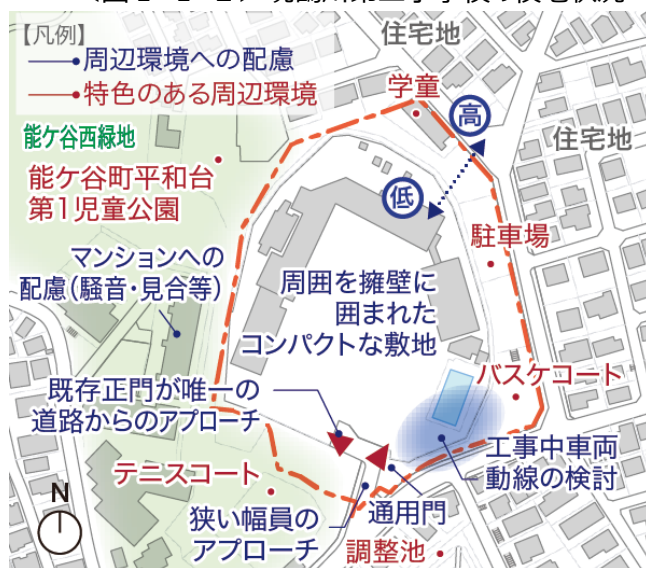 【凡例】
周辺環境への配慮
特色のある周辺環境
住宅地
学童
高
能ケ谷西緑地
住宅地
能ケ谷町平和台
第1児童公園
低
駐車場
マンションへの
配慮(騒音・見合等)
周囲を擁壁に
囲まれた
コンパクトな敷地
既存正門が唯一の
道路からのアプローチ
バスケコート
工事中車両
動線の検討
テニスコート
N
狭い幅員の
アプローチ
通用門
調整池